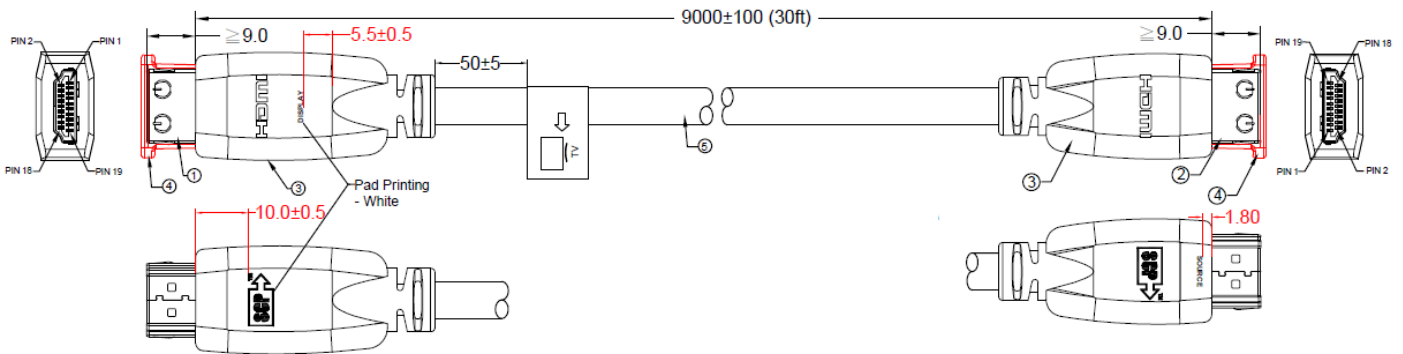 9000±100 (30ft)
PIN 2
PIN 1
≧9.0
5.5±0.5
50±5
≧9.0
PIN 19
PIN 18
HDMI
DISPLAY
TV
HDMI
PIN 18
PIN 19
④
①
③
⑤
③
②
④
PIN 1
PIN 2
Pad Printing
- White
10.0±0.5
1.80
SCP
SCP
SOURCE